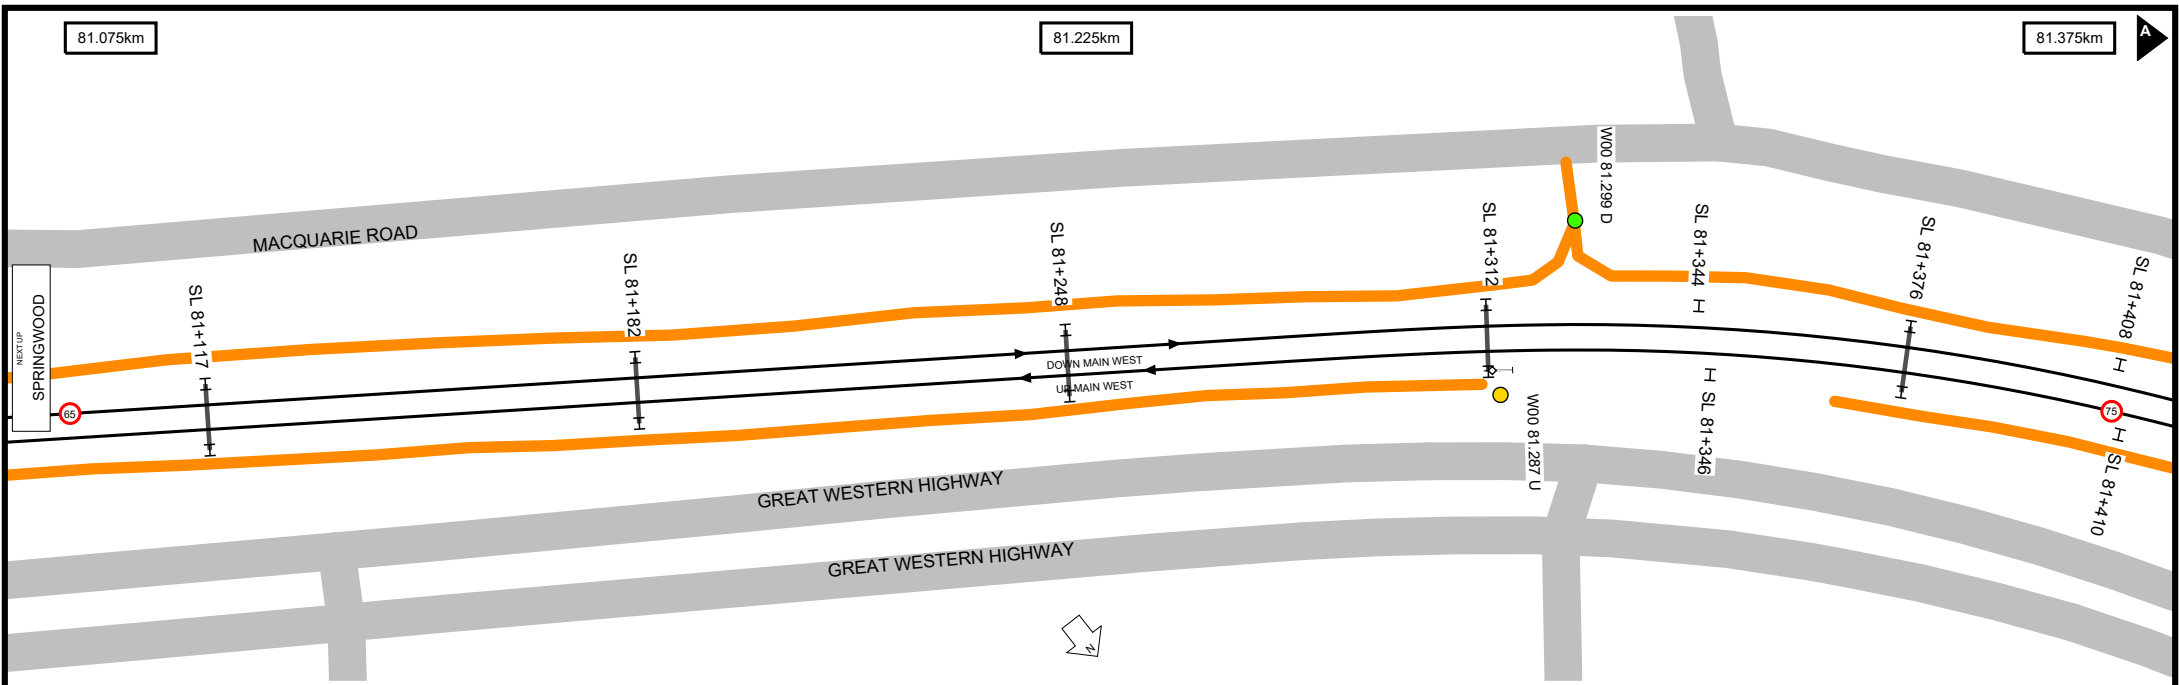 81.075km
81.225km
81.375km
A
W00 81.299 D
MACQUARIE ROAD
SL 81+117
SL 81+182
SL 81+248
SL 81+312
SL 81+344
SL 81+376
SL 81+408
NEXT UP
SPRINGWOOD
65
DOWN MAIN WEST
UP MAIN WEST
75
W00 81.287 U
SL 81+346
SL 81+410
GREAT WESTERN HIGHWAY
GREAT WESTERN HIGHWAY
N